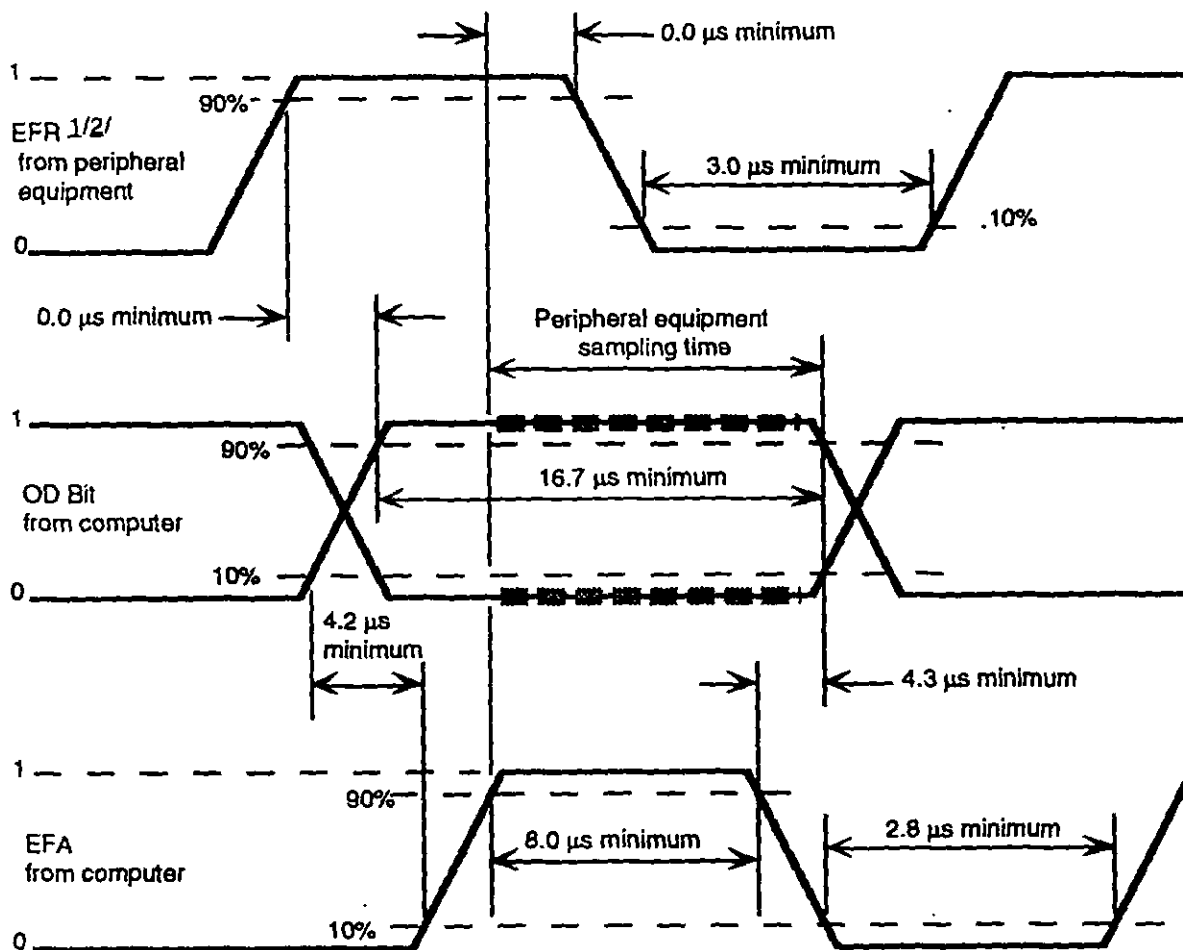 0.0 µs minimum
1
90%
EFR 1/2/
from peripheral
equipment
3.0 µs minimum
.10%
0
0.0 µs minimum
Peripheral equipment
sampling time
1
90%
16.7 µs minimum
OD Bit
from computer
10%
0
4.2 µs
minimum
4.3 µs minimum
1
90%
EFA
from computer
8.0 µs minimum
2.8 µs minimum
10%
0